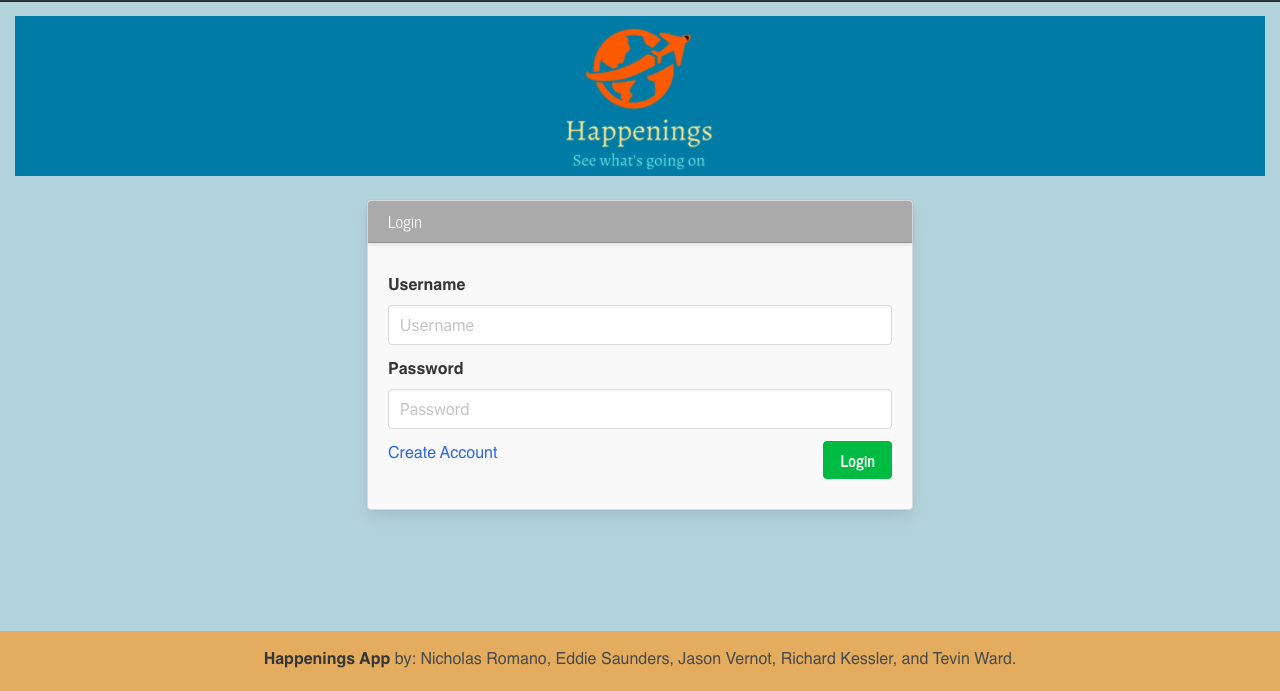 Happenings
See what's going on
Login
Username
Username
Password
Password
Create Account
Login
Happenings App by: Nicholas Romano, Eddie Saunders, Jason Vernot, Richard Kessler, and Tevin Ward.